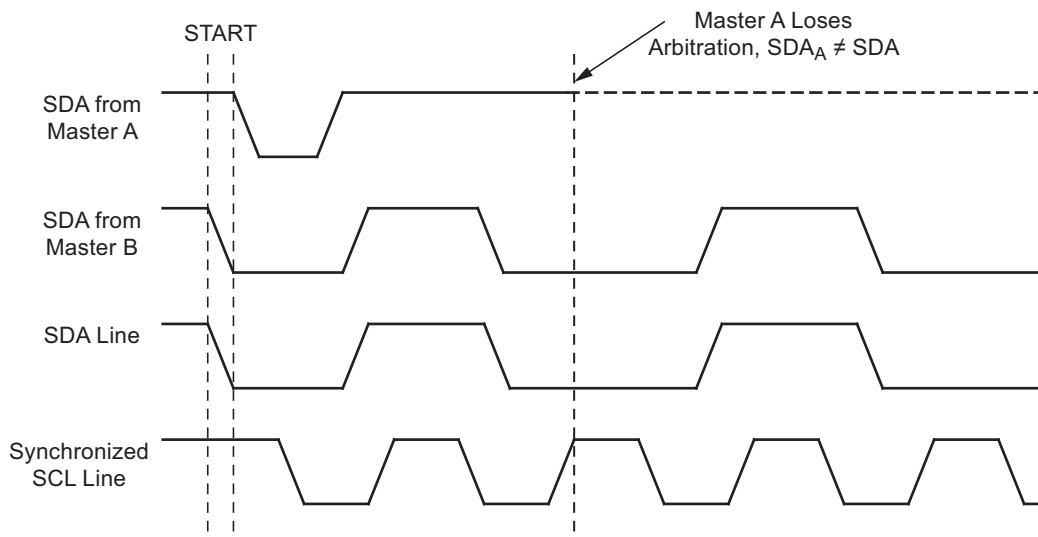 START
Master A Loses
Arbitration, SDA_A ≠ SDA
SDA from
Master A
SDA from
Master B
SDA Line
Synchronized
SCL Line